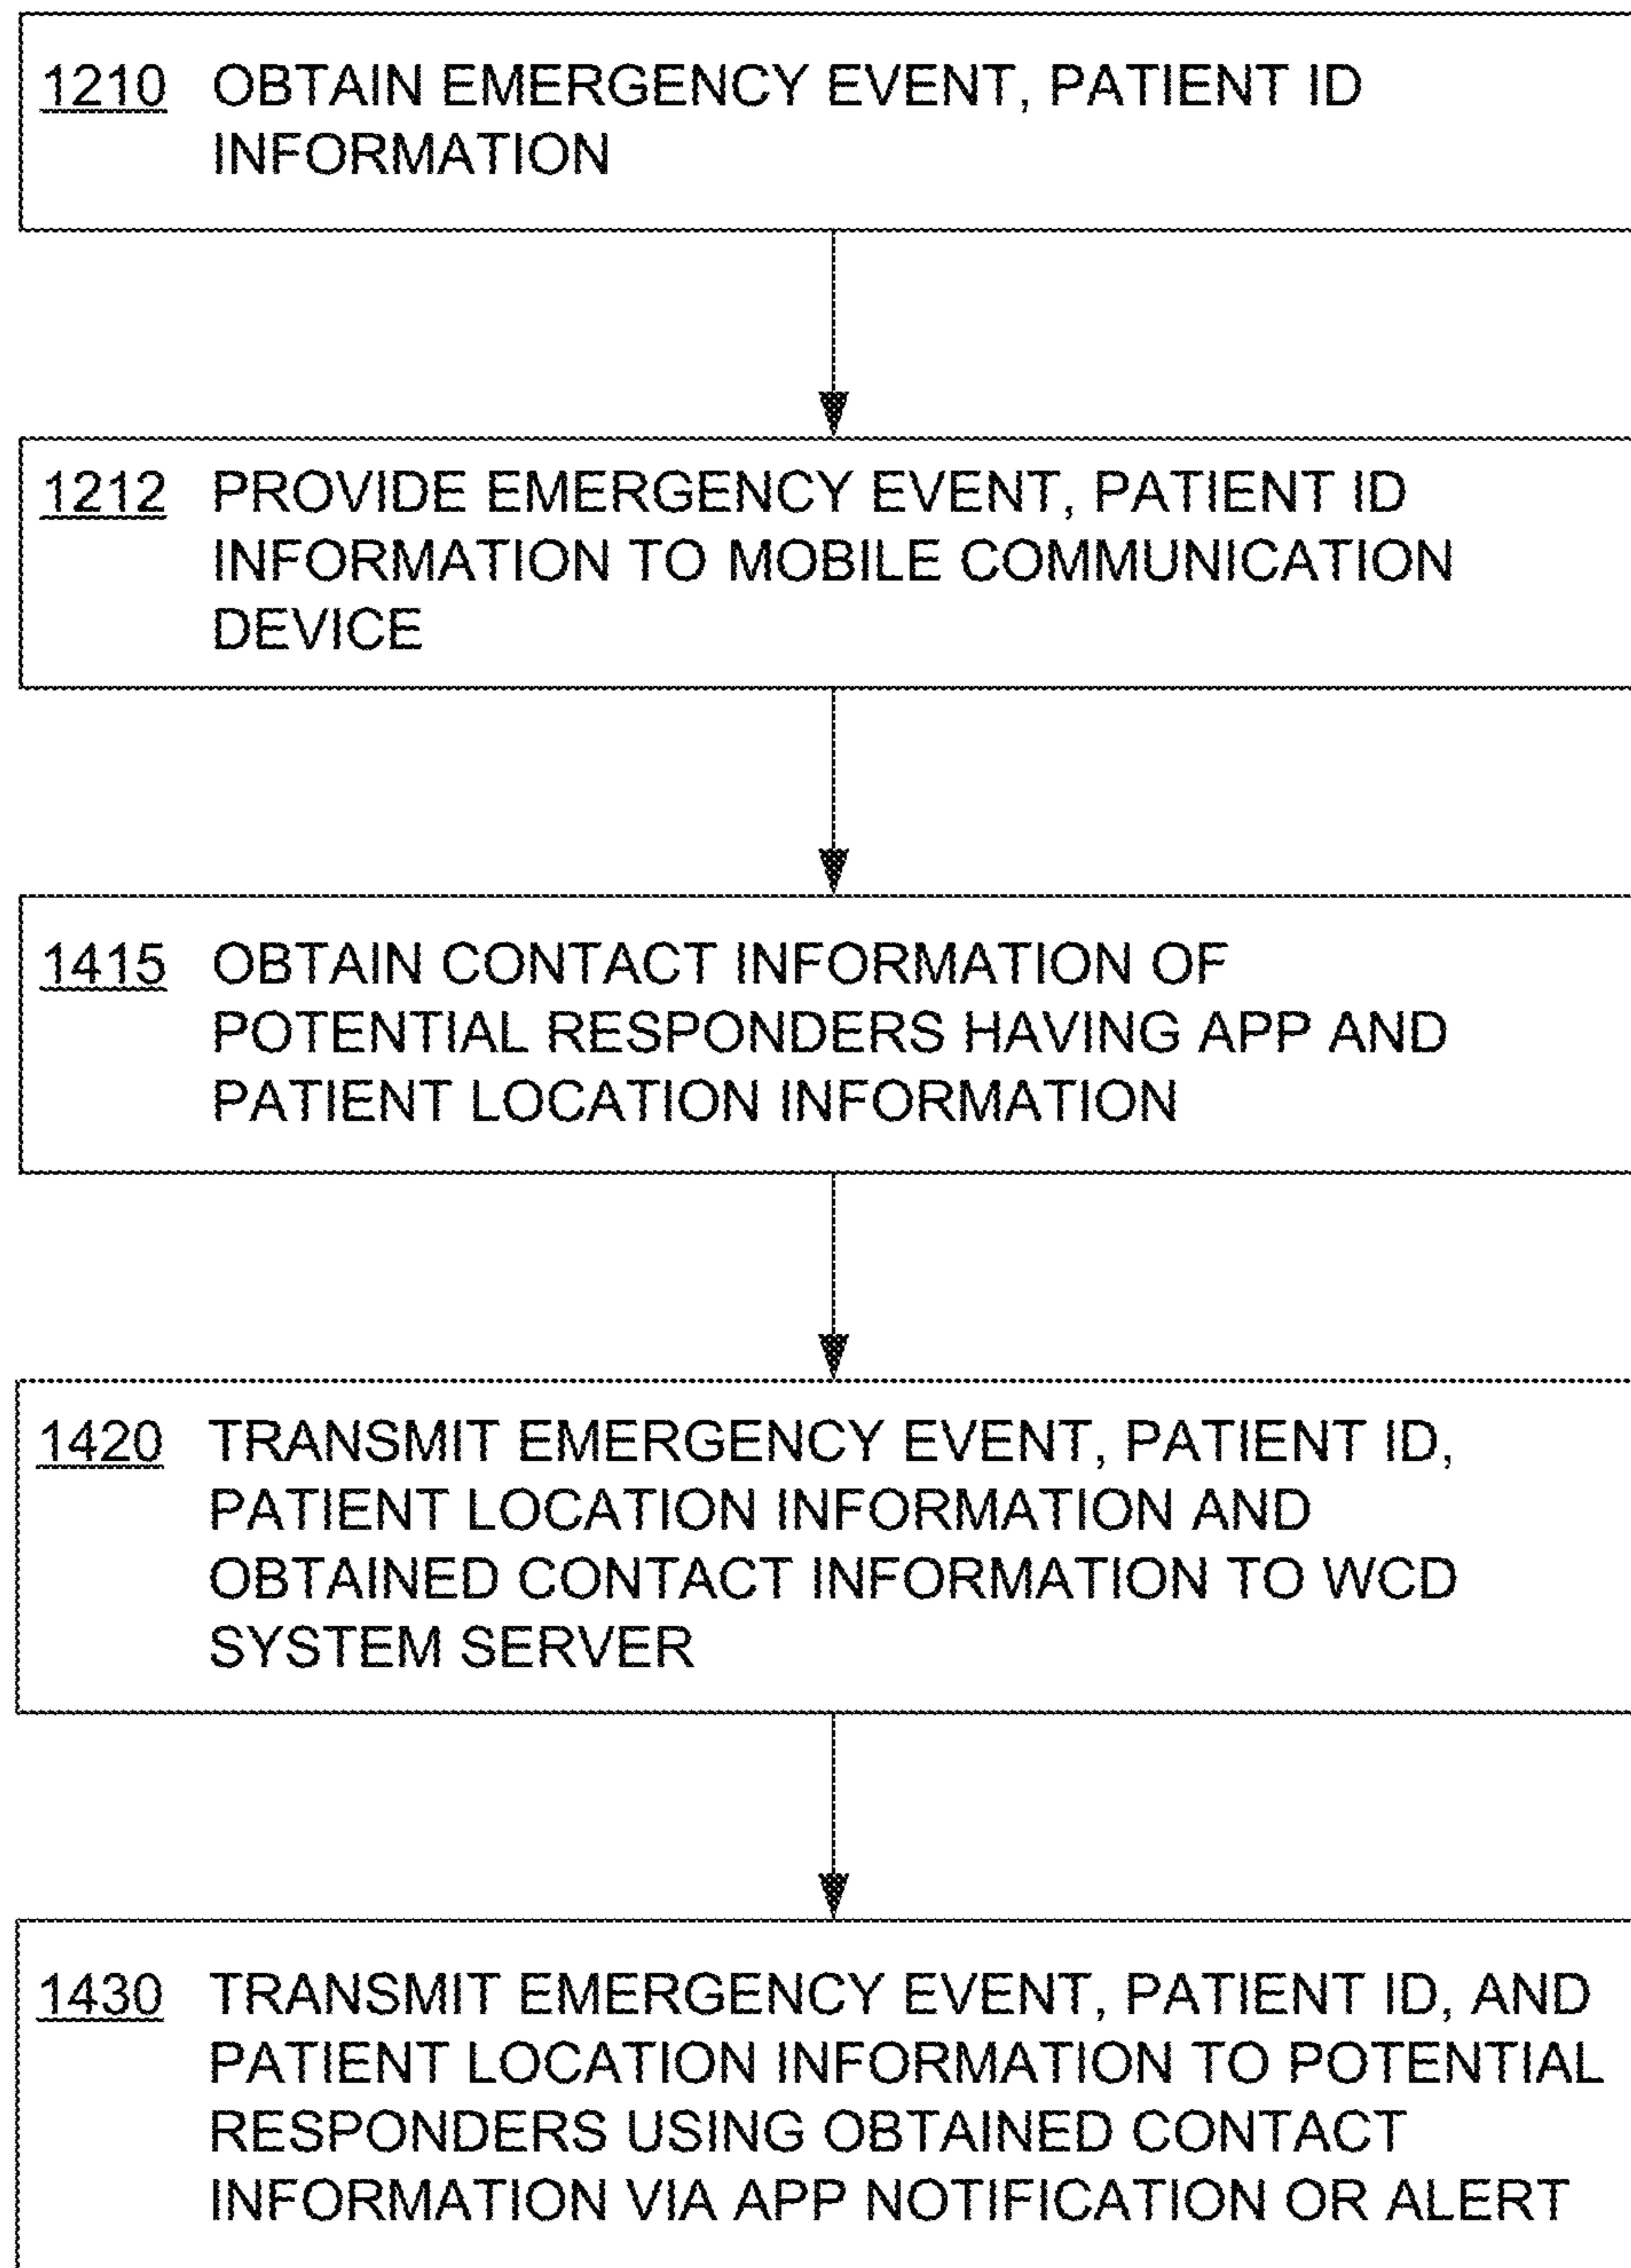 1210 OBTAIN EMERGENCY EVENT, PATIENT ID
INFORMATION
1212 PROVIDE EMERGENCY EVENT, PATIENT ID
INFORMATION TO MOBILE COMMUNICATION
DEVICE
1415 OBTAIN CONTACT INFORMATION OF
POTENTIAL RESPONDERS HAVING APP AND
PATIENT LOCATION INFORMATION
1420 TRANSMIT EMERGENCY EVENT, PATIENT ID,
PATIENT LOCATION INFORMATION AND
OBTAINED CONTACT INFORMATION TO WCD
SYSTEM SERVER
1430 TRANSMIT EMERGENCY EVENT, PATIENT ID, AND
PATIENT LOCATION INFORMATION TO POTENTIAL
RESPONDERS USING OBTAINED CONTACT
INFORMATION VIA APP NOTIFICATION OR ALERT